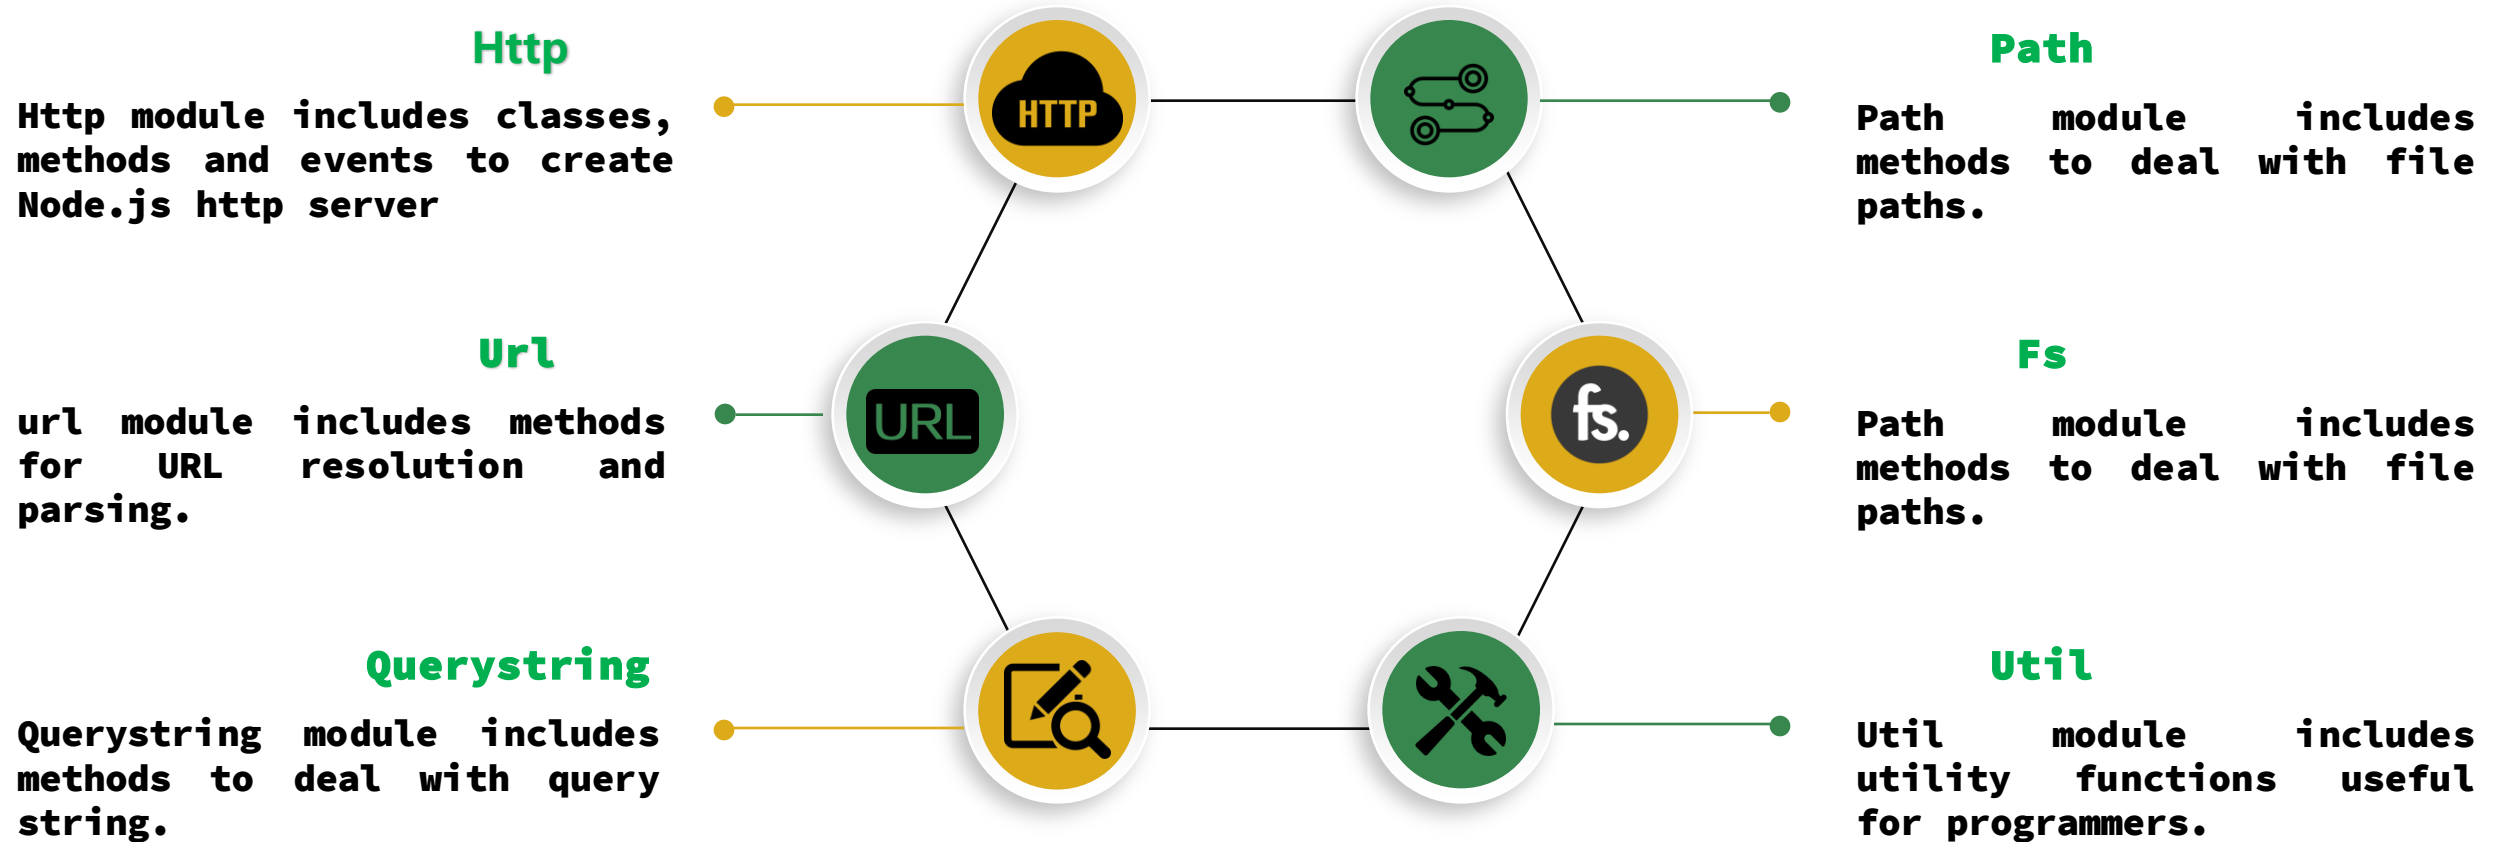 Http
Http module includes classes,
methods and events to create
Node.js http server
HTTP
Path
Path module includes
methods to deal with file
paths.
Url
url module includes methods
for URL resolution and
parsing.
URL
fs.
Fs
Path module includes
methods to deal with file
paths.
Querystring
Querystring module includes
methods to deal with query
string.
Util
Util module includes
utility functions useful
for programmers.